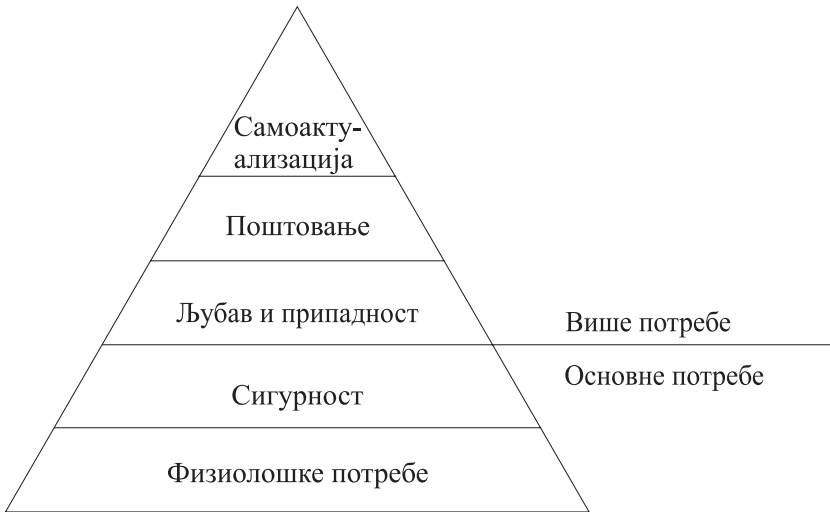 Самоакту-
ализација
Поштовање
Љубав и припадност
Више потребе
Основне потребе
Сигурност
Физиолошке потребе